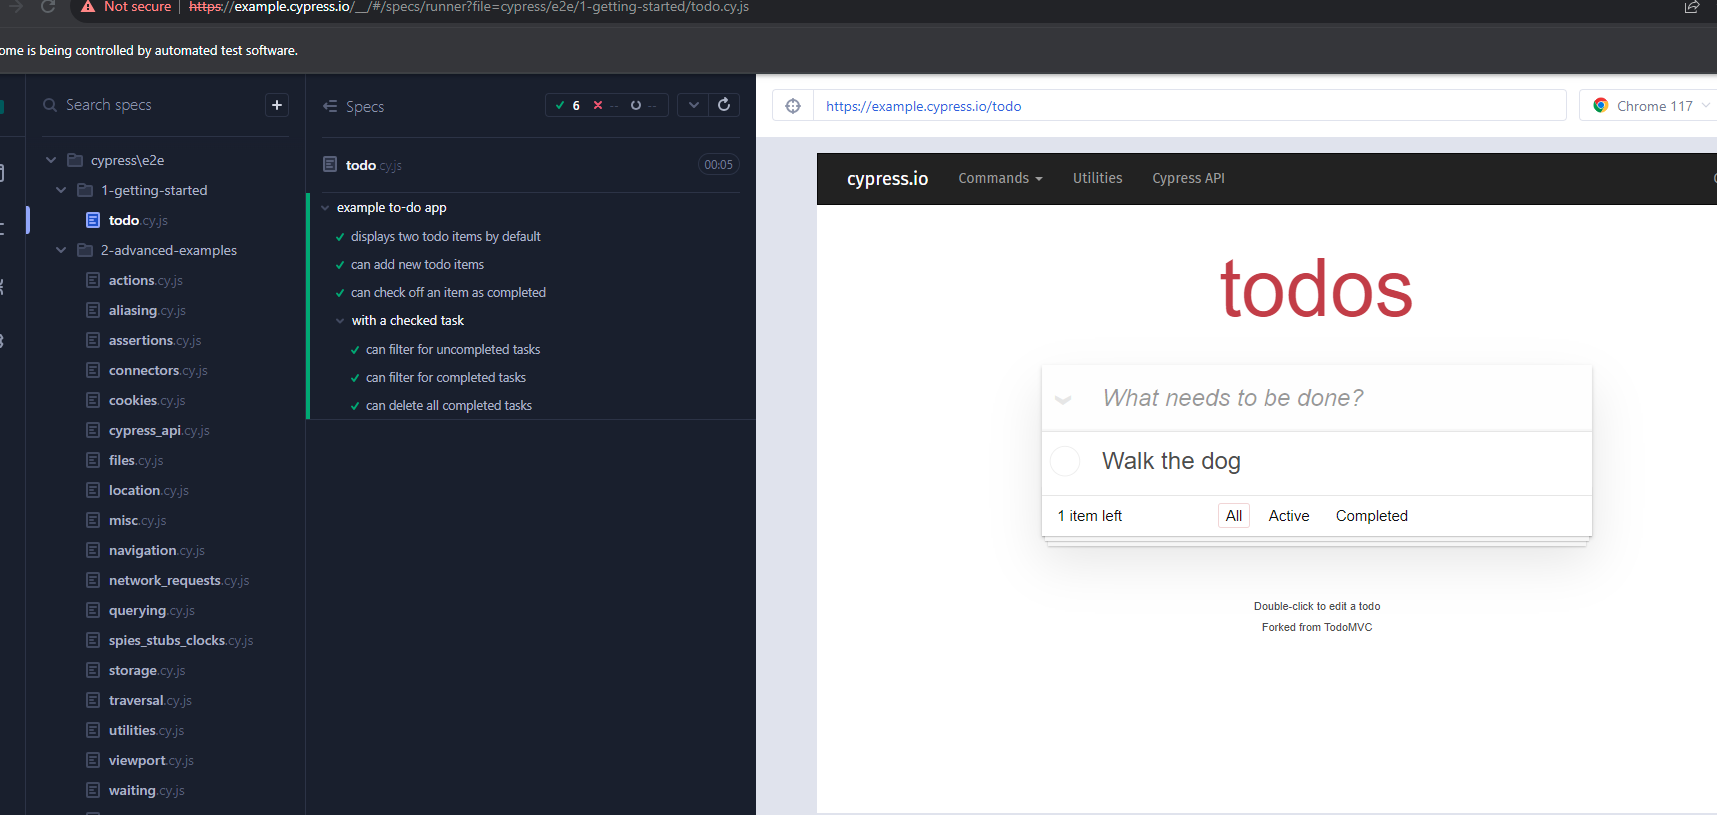 Not secure https://example.cypress.io/__/#/specs/runner?file=cypress/e2e/1-getting-started/todo.cy.js
ome is being controlled by automated test software.
Search specs
+
cypress\e2e
1-getting-started
todo.cy.js
2-advanced-examples
actions.cy.js
aliasing.cy.js
assertions.cy.js
connectors.cy.js
cookies.cy.js
cypress_api.cy.js
files.cy.js
location.cy.js
misc.cy.js
navigation.cy.js
network_requests.cy.js
querying.cy.js
spies_stubs_clocks.cy.js
storage.cy.js
traversal.cy.js
utilities.cy.js
viewport.cy.js
waiting.cy.js
Specs
6 -- --
todo.cy.js 00:05
example to-do app
displays two todo items by default
can add new todo items
can check off an item as completed
with a checked task
can filter for uncompleted tasks
can filter for completed tasks
can delete all completed tasks
https://example.cypress.io/todo Chrome 117
cypress.io Commands Utilities Cypress API
todos
What needs to be done?
Walk the dog
1 item left All Active Completed
Double-click to edit a todo
Forked from TodoMVC